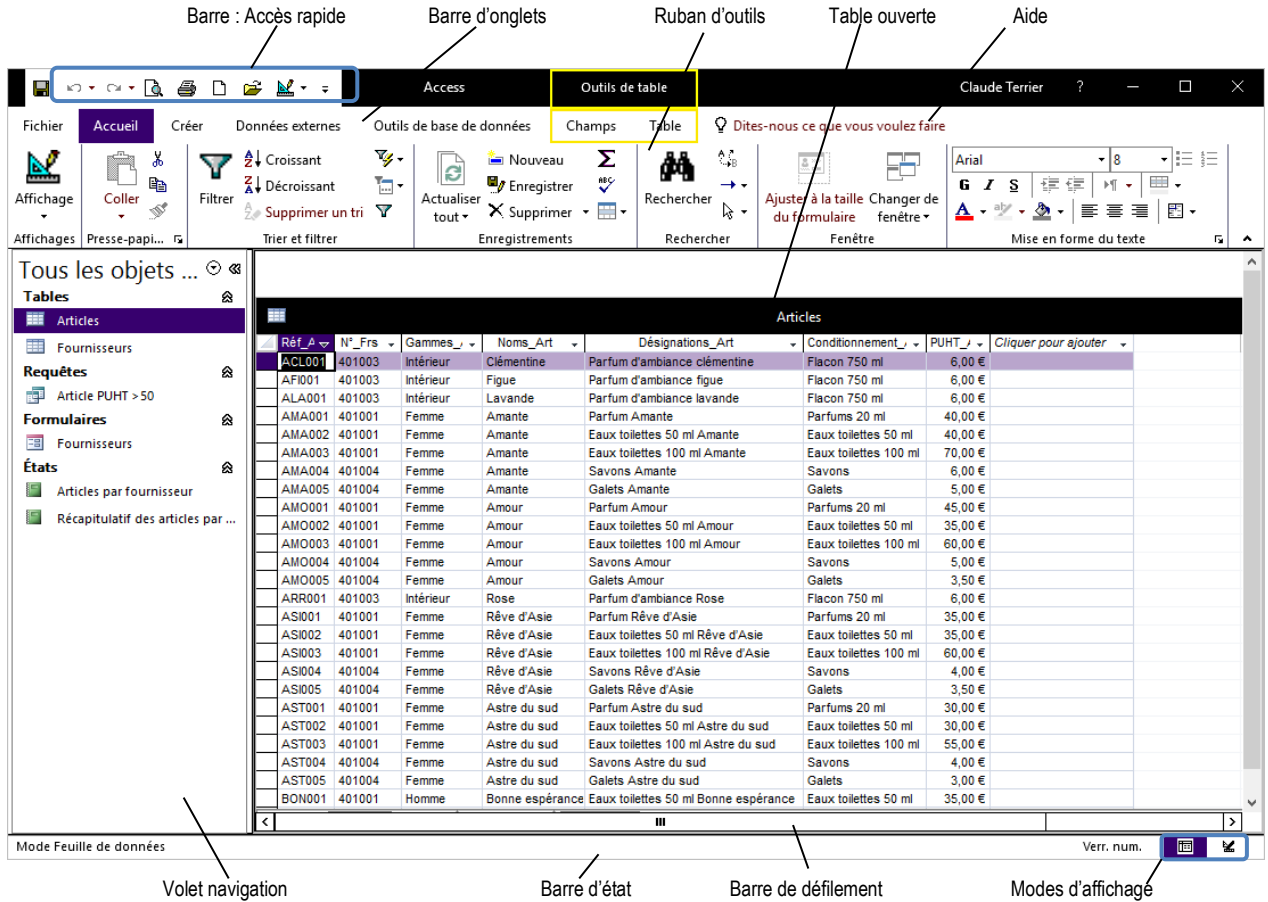 Barre : Accès rapide Barre d'onglets Ruban d'outils Table ouverte Aide
Access Outils de table Claude Terrier ?
Fichier Accueil Créer Données externes Outils de base de données Champs Table Dites-nous ce que vous voulez faire
Affichage
Affichages
Coller
Presse-papi...
Filtrer
Croissant
Décroissant
Supprimer un tri
Trier et filtrer
Actualiser
tout
Nouveau
Enregistrer
Supprimer
Enregistrements
Rechercher
Rechercher
Ajuster à la taille
du formulaire
Changer de
fenêtre
Fenêtre
Arial 8
G I S
Mise en forme du texte
Tous les objets ...
Tables
Articles
Fournisseurs
Requêtes
Article PUHT > 50
Formulaires
Fournisseurs
États
Articles par fournisseur
Récapitulatif des articles par ...
Articles
Réf_A N°_Frs Gammes_ Noms_Art Désignations_Art Conditionnement_ PUHT_ Cliquer pour ajouter
ACL001 401003 Intérieur Clémentine Parfum d'ambiance clémentine Flacon 750 ml 6,00 €
AFI001 401003 Intérieur Figue Parfum d'ambiance figue Flacon 750 ml 6,00 €
ALA001 401003 Intérieur Lavande Parfum d'ambiance lavande Flacon 750 ml 6,00 €
AMA001 401001 Femme Amante Parfum Amante Parfums 20 ml 40,00 €
AMA002 401001 Femme Amante Eaux toilettes 50 ml Amante Eaux toilettes 50 ml 40,00 €
AMA003 401001 Femme Amante Eaux toilettes 100 ml Amante Eaux toilettes 100 ml 70,00 €
AMA004 401004 Femme Amante Savons Amante Savons 6,00 €
AMA005 401004 Femme Amante Galets Amante Galets 5,00 €
AMO001 401001 Femme Amour Parfum Amour Parfums 20 ml 45,00 €
AMO002 401001 Femme Amour Eaux toilettes 50 ml Amour Eaux toilettes 50 ml 35,00 €
AMO003 401001 Femme Amour Eaux toilettes 100 ml Amour Eaux toilettes 100 ml 60,00 €
AMO004 401004 Femme Amour Savons Amour Savons 5,00 €
AMO005 401004 Femme Amour Galets Amour Galets 3,50 €
ARR001 401003 Intérieur Rose Parfum d'ambiance Rose Flacon 750 ml 6,00 €
ASI001 401001 Femme Rêve d'Asie Parfum Rêve d'Asie Parfums 20 ml 35,00 €
ASI002 401001 Femme Rêve d'Asie Eaux toilettes 50 ml Rêve d'Asie Eaux toilettes 50 ml 35,00 €
ASI003 401001 Femme Rêve d'Asie Eaux toilettes 100 ml Rêve d'Asie Eaux toilettes 100 ml 60,00 €
ASI004 401004 Femme Rêve d'Asie Savons Rêve d'Asie Savons 4,00 €
ASI005 401004 Femme Rêve d'Asie Galets Rêve d'Asie Galets 3,50 €
AST001 401001 Femme Astre du sud Parfum Astre du sud Parfums 20 ml 30,00 €
AST002 401001 Femme Astre du sud Eaux toilettes 50 ml Astre du sud Eaux toilettes 50 ml 30,00 €
AST003 401001 Femme Astre du sud Eaux toilettes 100 ml Astre du sud Eaux toilettes 100 ml 55,00 €
AST004 401004 Femme Astre du sud Savons Astre du sud Savons 4,00 €
AST005 401004 Femme Astre du sud Galets Astre du sud Galets 3,00 €
BON001 401001 Homme Bonne espérance Eaux toilettes 50 ml Bonne espérance Eaux toilettes 50 ml 35,00 €
Mode Feuille de données Verr. num.
Volet navigation Barre d'état Barre de défilement Modes d'affichage